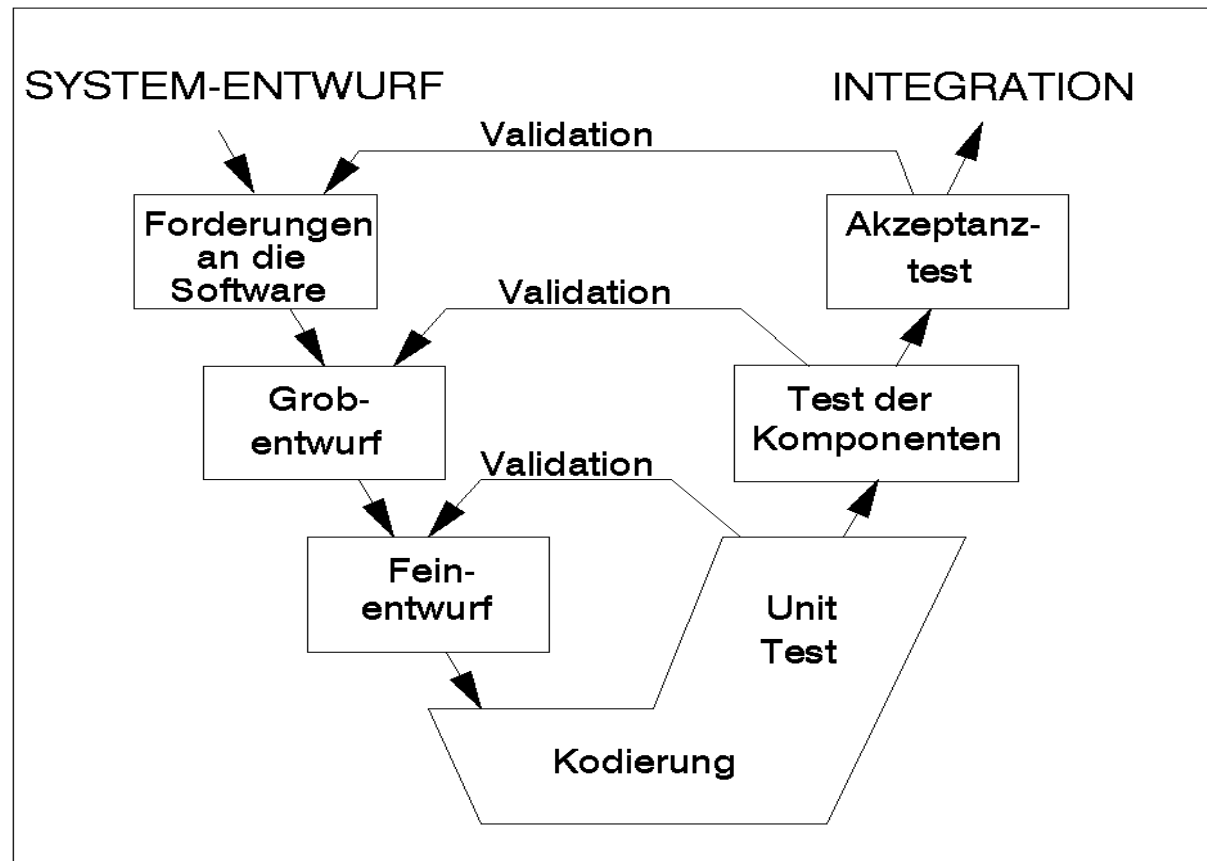 SYSTEM-ENTWURF
INTEGRATION
Validation
Forderungen
an die
Software
Akzeptanz-
test
Validation
Grob-
entwurf
Test der
Komponenten
Validation
Fein-
entwurf
Unit
Test
Kodierung